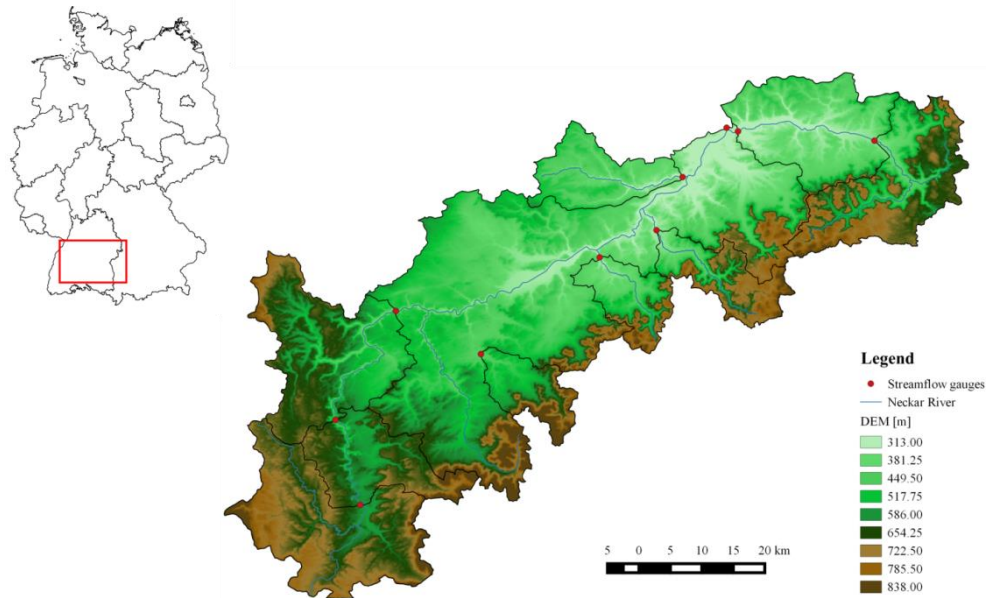 Legend
Streamflow gauges
Neckar River
DEM [m]
313.00
381.25
449.50
517.75
586.00
654.25
722.50
785.50
838.00
5 0 5 10 15 20 km